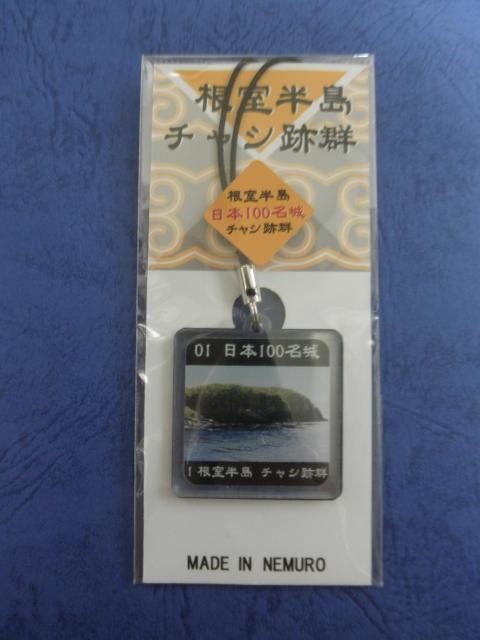 根室半島
チャシ跡群
根室半島
日本100名城
チャシ跡群
01 日本100名城
1 根室半島 チャシ跡群
MADE IN NEMURO